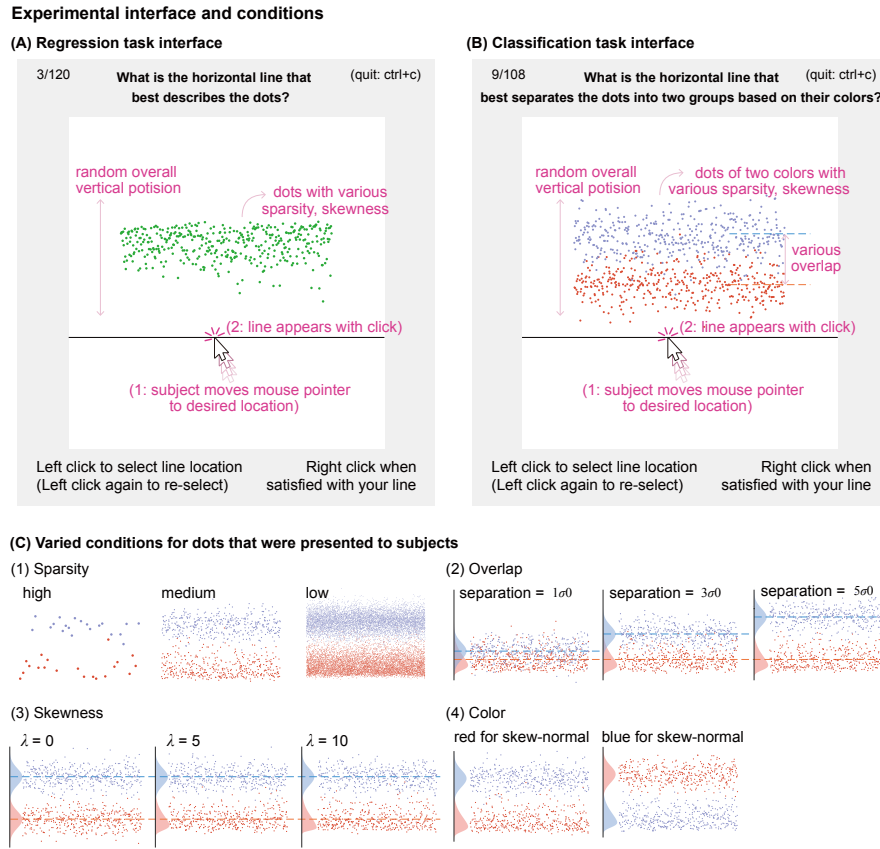 Experimental interface and conditions
(A) Regression task interface
3/120 What is the horizontal line that (quit: ctrl+c)
best describes the dots?
random overall
vertical potision
dots with various
sparsity, skewness
(2: line appears with click)
(1: subject moves mouse pointer
to desired location)
Left click to select line location
(Left click again to re-select)
Right click when
satisfied with your line
(B) Classification task interface
9/108 What is the horizontal line that (quit: ctrl+c)
best separates the dots into two groups based on their colors?
random overall
vertical potision
dots of two colors with
various sparsity, skewness
various
overlap
(2: line appears with click)
(1: subject moves mouse pointer
to desired location)
Left click to select line location
(Left click again to re-select)
Right click when
satisfied with your line
(C) Varied conditions for dots that were presented to subjects
(1) Sparsity
high medium low
(2) Overlap
separation = 1σ0 separation = 3σ0 separation = 5σ0
(3) Skewness
λ = 0 λ = 5 λ = 10
(4) Color
red for skew-normal blue for skew-normal